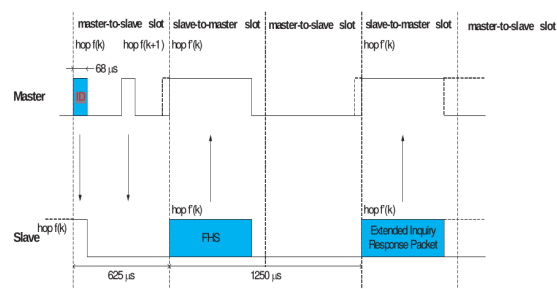 master-to-slave slot
slave-to-master slot
master-to-slave slot
slave-to-master slot
master-to-slave slot
hop f(k)
hop f(k+1)
hop f'(k)
hop f'(k)
68 µs
Master
ID
hop f(k)
hop f'(k)
hop f'(k)
Slave
FHS
Extended Inquiry
Response Packet
625 µs
1250 µs